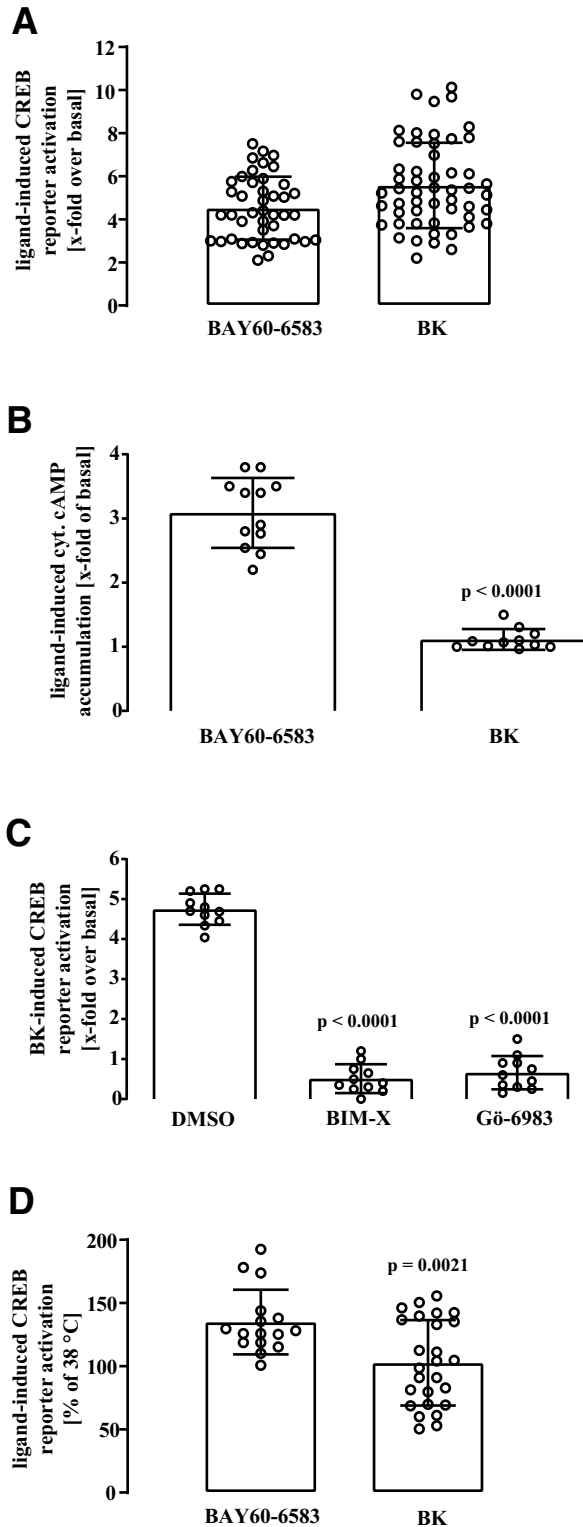 A
ligand-induced CREB
reporter activation
[x-fold over basal]
12
10
8
6
4
2
0
BAY60-6583
BK
B
ligand-induced cyt. cAMP
accumulation [x-fold of basal]
4
3
2
1
0
p < 0.0001
BAY60-6583
BK
C
BK-induced CREB
reporter activation
[x-fold over basal]
6
5
4
3
2
1
0
p < 0.0001
p < 0.0001
DMSO
BIM-X
Gö-6983
D
ligand-induced CREB
reporter activation
[% of 38 °C]
200
150
100
50
0
p = 0.0021
BAY60-6583
BK